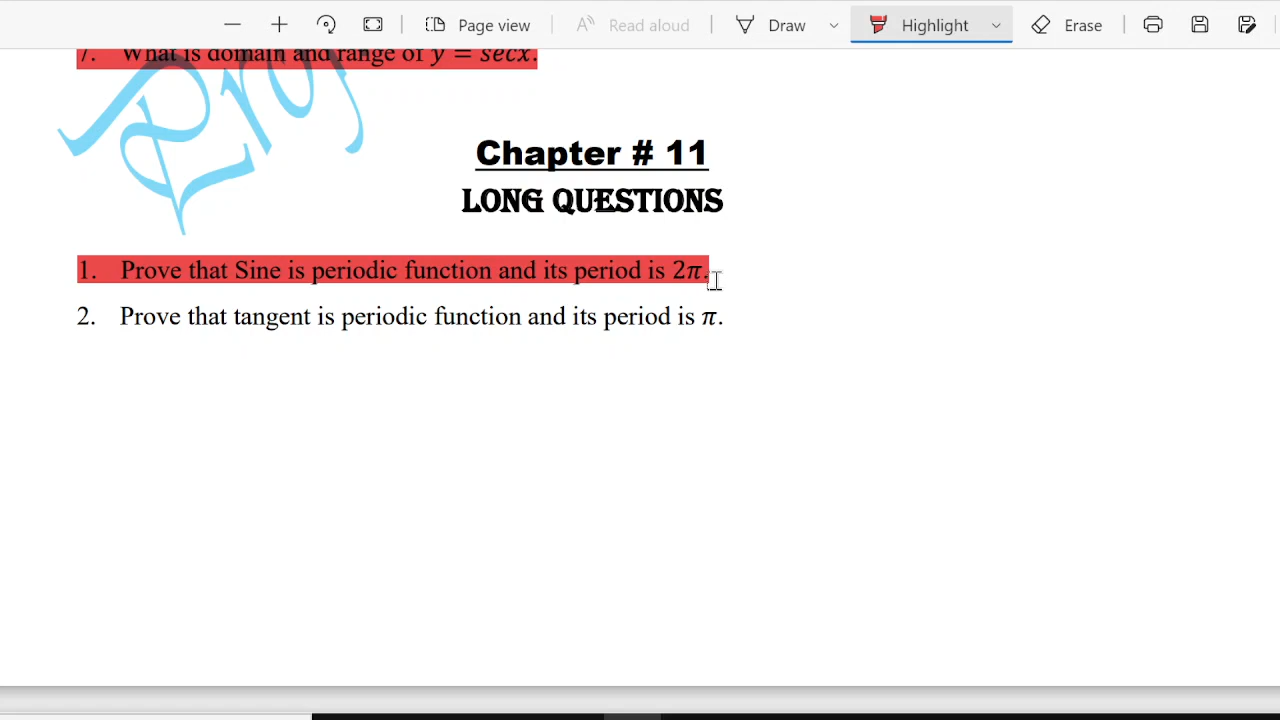 Page view
Read aloud
Draw
Highlight
Erase
7. What is domain and range of y = secx.
Prof
Chapter # 11
LONG QUESTIONS
1. Prove that Sine is periodic function and its period is 2π.
2. Prove that tangent is periodic function and its period is π.